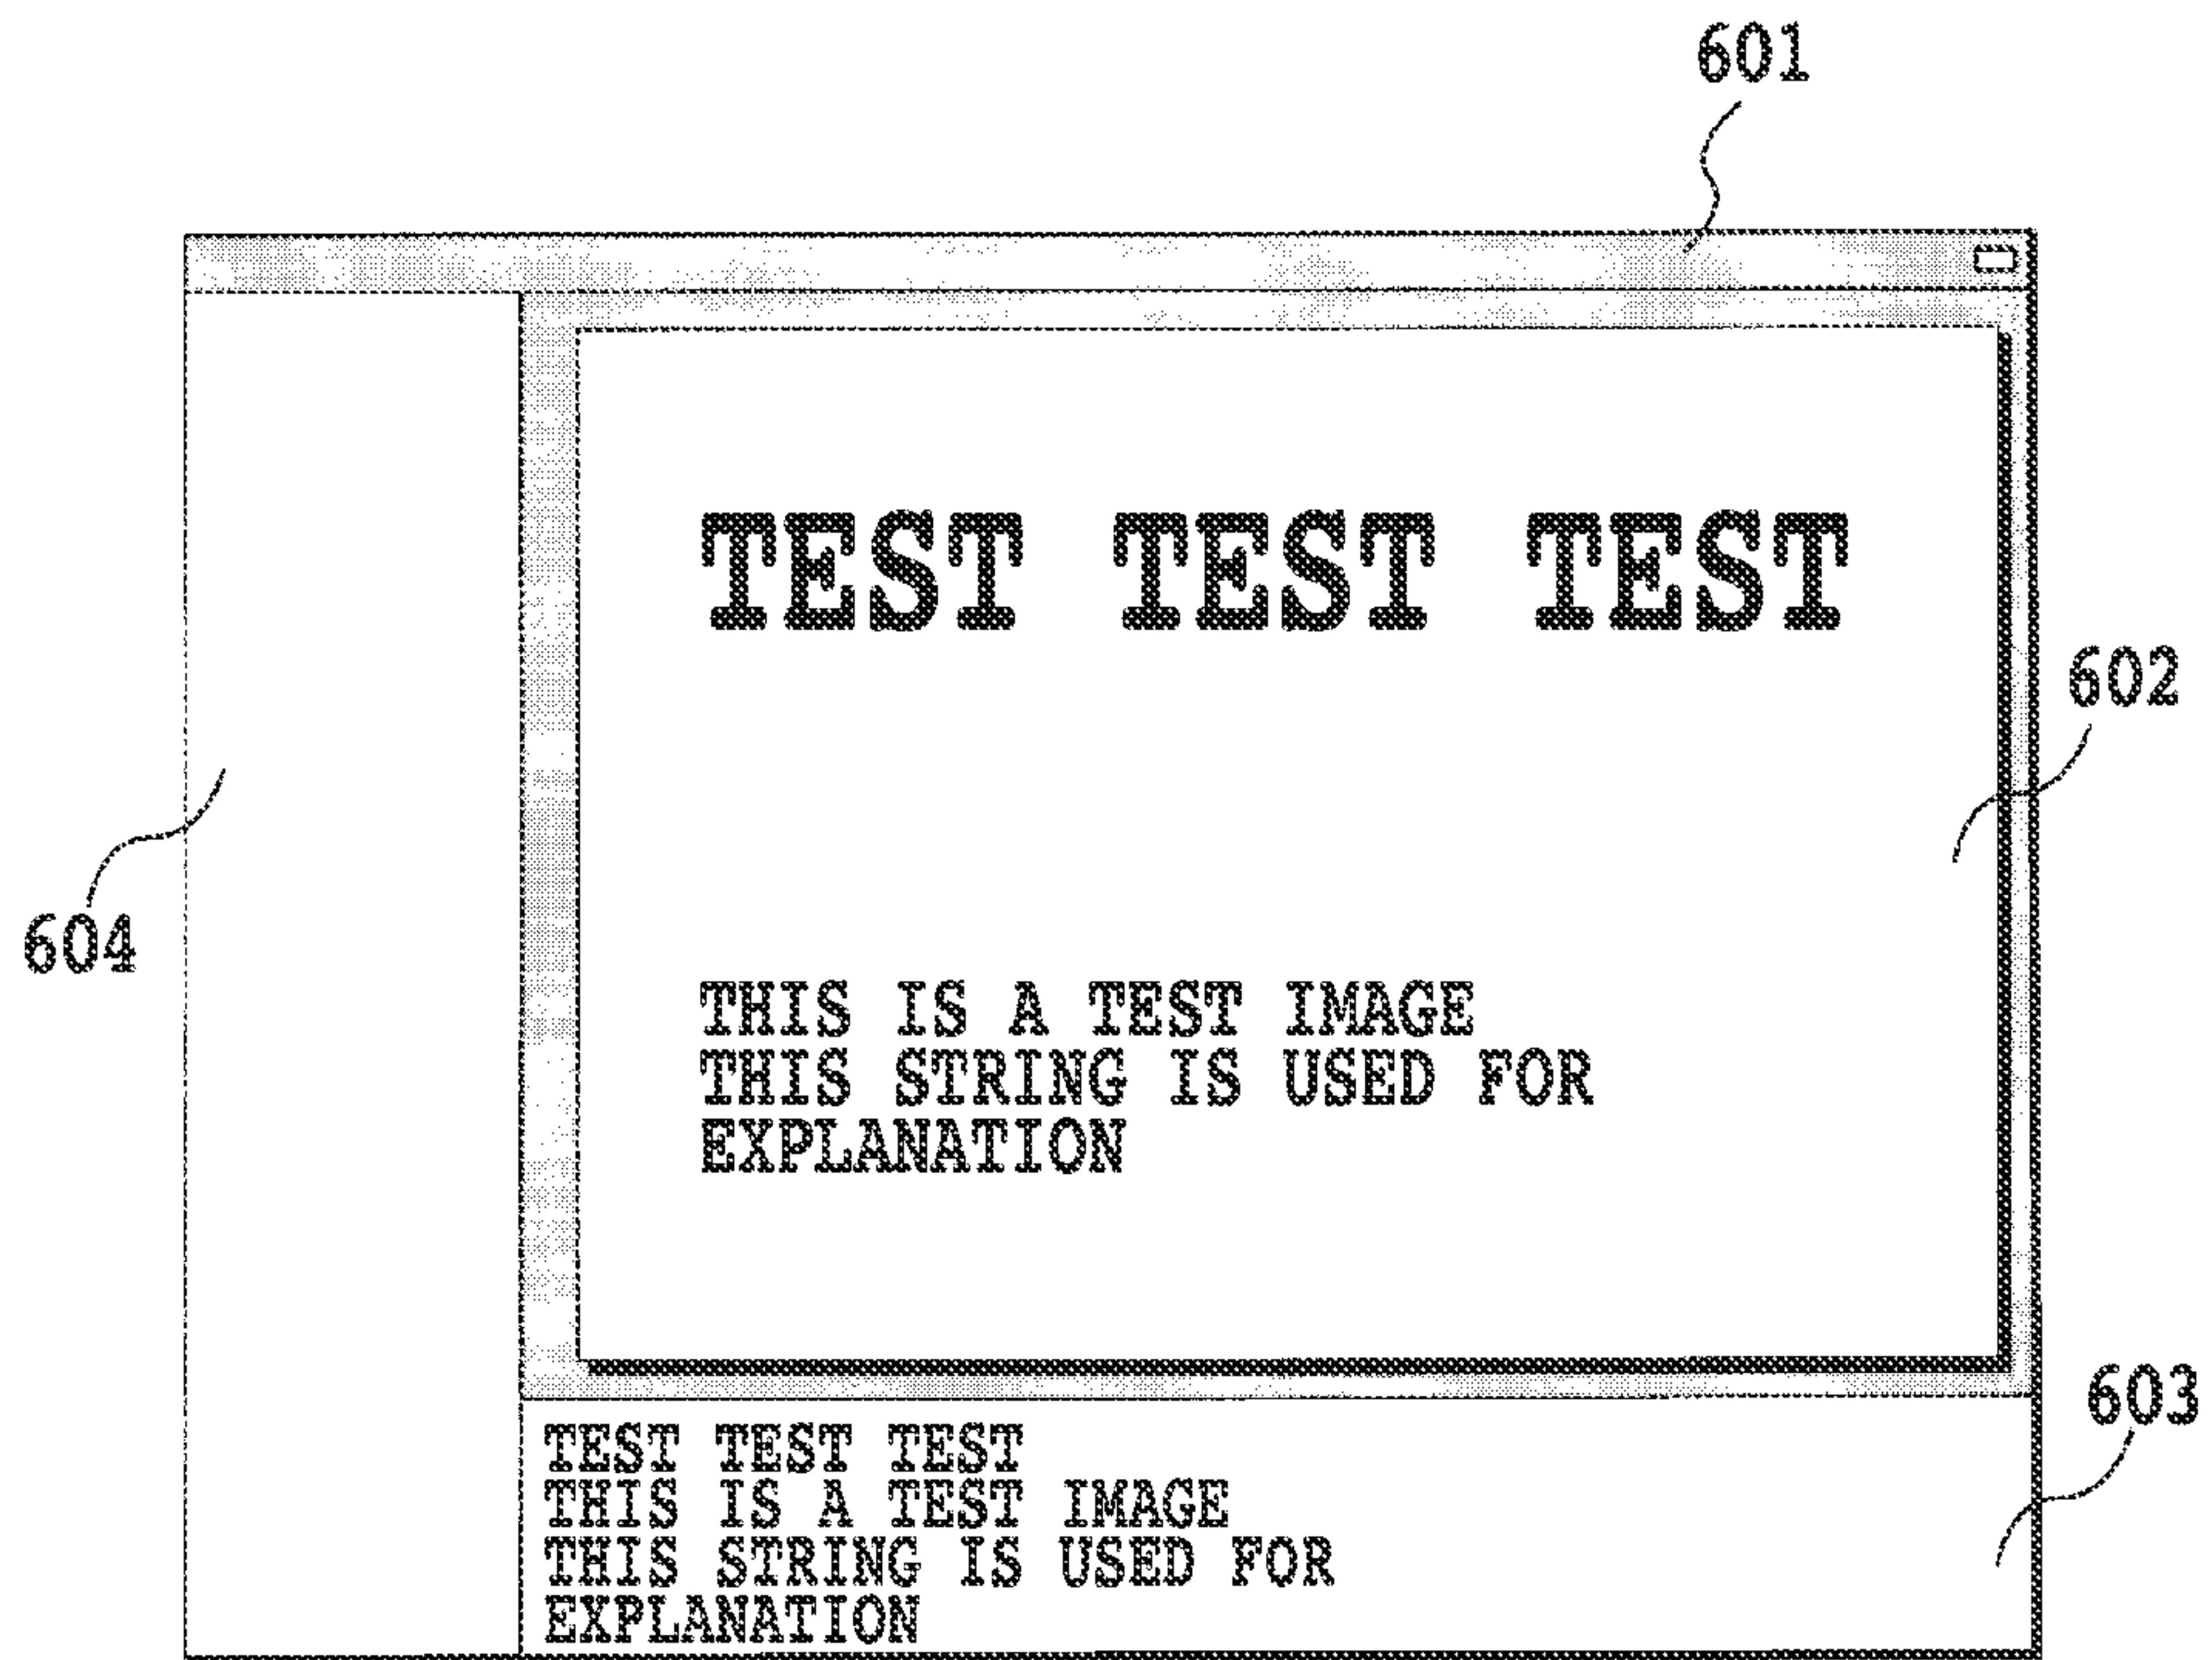 601
TEST TEST TEST
602
604
THIS IS A TEST IMAGE
THIS STRING IS USED FOR
EXPLANATION
603
TEST TEST TEST
THIS IS A TEST IMAGE
THIS STRING IS USED FOR
EXPLANATION